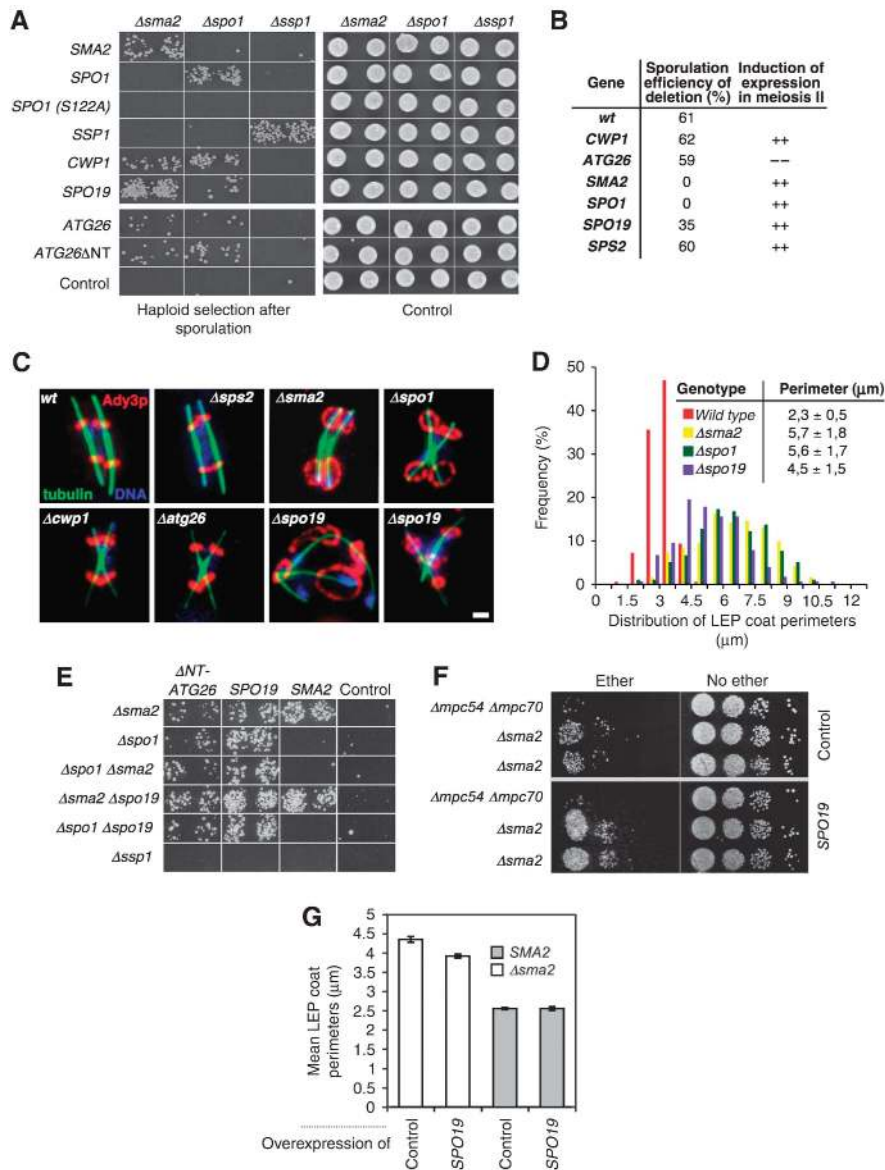 A
Δsma2 Δspo1 Δssp1 Δsma2 Δspo1 Δssp1
SMA2
SPO1
SPO1 (S122A)
SSP1
CWP1
SPO19
ATG26
ATG26ΔNT
Control
Haploid selection after
sporulation
Control
B
Gene Sporulation efficiency of deletion (%) Induction of expression in meiosis II
wt 61
CWP1 62 ++
ATG26 59 −−
SMA2 0 ++
SPO1 0 ++
SPO19 35 ++
SPS2 60 ++
C
wt Ady3p Δsps2 Δsma2 Δspo1
tubulin DNA
Δcwp1 Δatg26 Δspo19 Δspo19
D
Genotype Perimeter (μm)
Wild type 2,3 ± 0,5
Δsma2 5,7 ± 1,8
Δspo1 5,6 ± 1,7
Δspo19 4,5 ± 1,5
Frequency (%)
50
40
30
20
10
0
0 1.5 3 4.5 6 7.5 9 10.5 12
Distribution of LEP coat perimeters
(μm)
E
ΔNT-
ATG26 SPO19 SMA2 Control
Δsma2
Δspo1
Δspo1 Δsma2
Δsma2 Δspo19
Δspo1 Δspo19
Δssp1
F
Ether No ether
Δmpc54 Δmpc70
Δsma2
Δsma2
Control
Δmpc54 Δmpc70
Δsma2
Δsma2
SPO19
G
Mean LEP coat
perimeters (μm)
5
4.5
4
3.5
3
2.5
2
1.5
1
0.5
0
SMA2
Δsma2
Overexpression of Control SPO19 Control SPO19